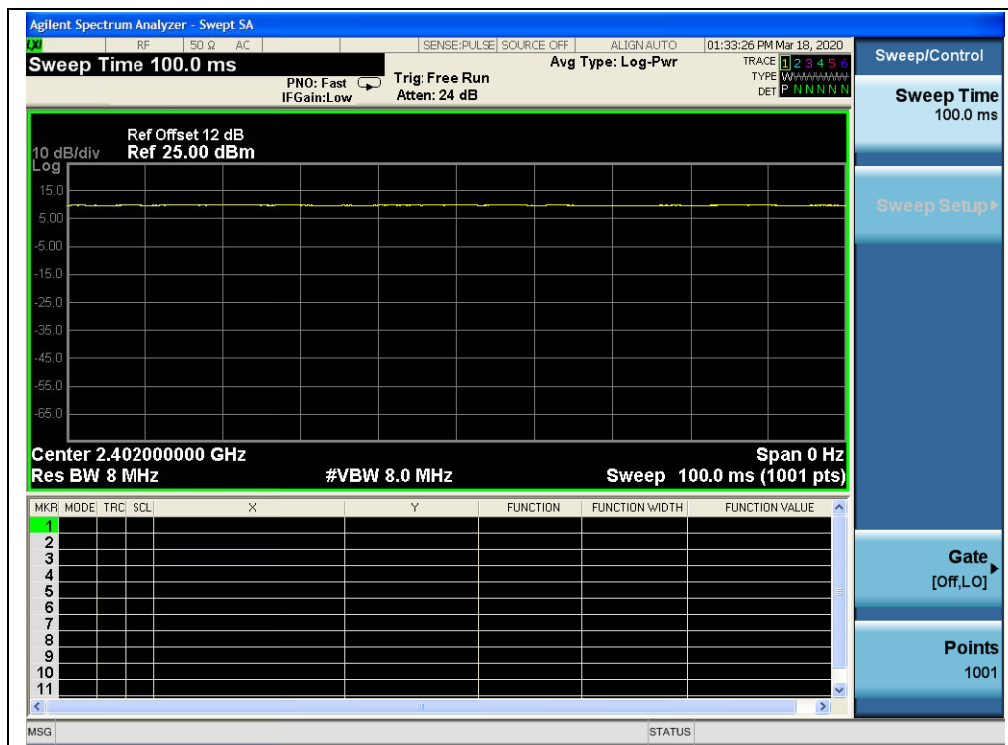 Agilent Spectrum Analyzer - Swept SA
LXI RF 50 Ω AC SENSE:PULSE SOURCE OFF ALIGN AUTO 01:33:26 PM Mar 18, 2020
Sweep Time 100.0 ms
PNO: Fast
IFGain:Low
Trig: Free Run
Atten: 24 dB
Avg Type: Log-Pwr
TRACE 1 2 3 4 5 6
TYPE
DET P N N N N N
Ref Offset 12 dB
10 dB/div Ref 25.00 dBm
Log
15.0
5.00
-5.00
-15.0
-25.0
-35.0
-45.0
-55.0
-65.0
Center 2.402000000 GHz Span 0 Hz
Res BW 8 MHz #VBW 8.0 MHz Sweep 100.0 ms (1001 pts)
MKR MODE TRC SCL X Y FUNCTION FUNCTION WIDTH FUNCTION VALUE
1
2
3
4
5
6
7
8
9
10
11
MSG STATUS
Sweep/Control
Sweep Time
100.0 ms
Sweep Setup
Gate
[Off,LO]
Points
1001